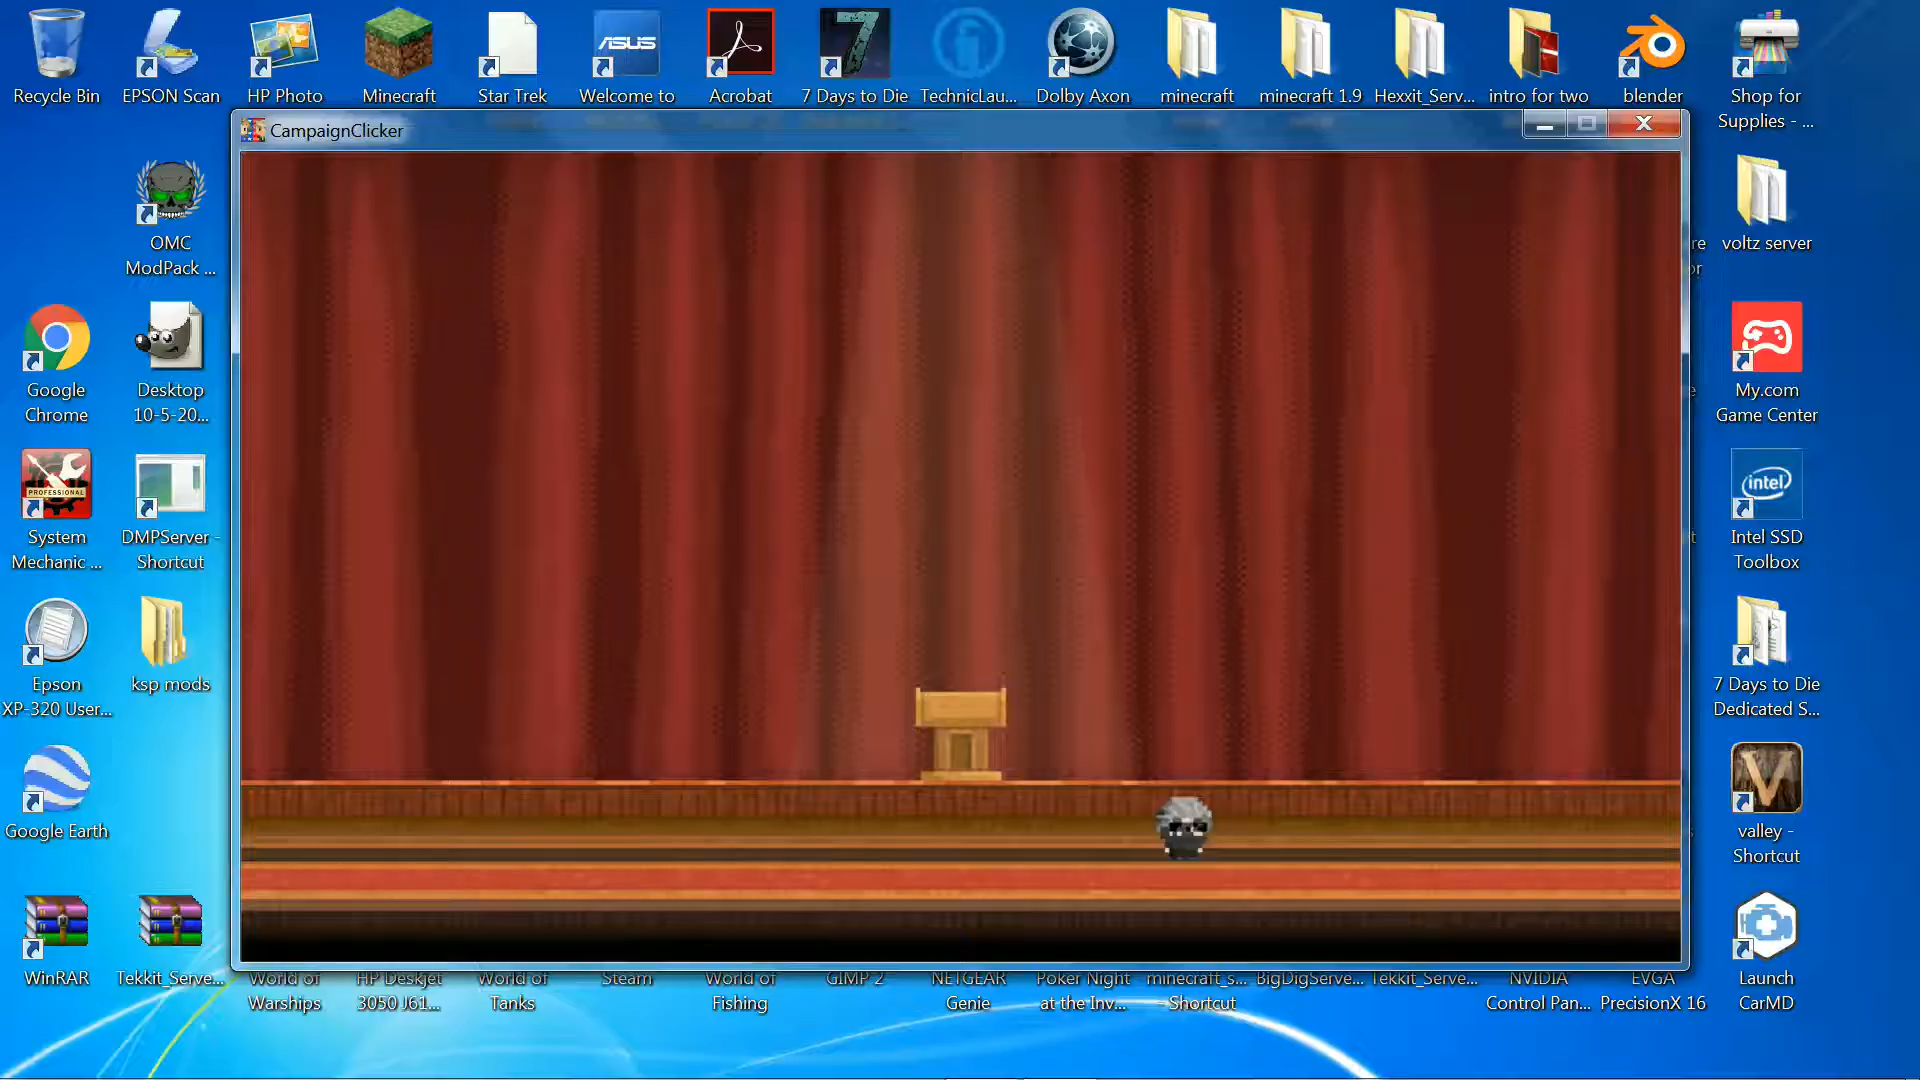 Recycle Bin
EPSON Scan
HP Photo
Minecraft
Star Trek
ASUS
Welcome to
Acrobat
7 Days to Die
TechnicLau...
Dolby Axon
minecraft
minecraft 1.9
Hexxit_Serv...
intro for two
blender
Shop for
Supplies - ...
CampaignClicker
OMC
ModPack ...
re
or
voltz server
Google
Chrome
Desktop
10-5-20...
e
My.com
Game Center
PROFESSIONAL
System
Mechanic ...
DMPServer -
Shortcut
t
intel
Intel SSD
Toolbox
Epson
XP-320 User...
ksp mods
7 Days to Die
Dedicated S...
Google Earth
V
valley -
Shortcut
WinRAR
Tekkit_Serve...
World of
Warships
HP Deskjet
3050 J61...
World of
Tanks
Steam
World of
Fishing
GIMP 2
NETGEAR
Genie
Poker Night
at the Inv...
minecraft_s...
- Shortcut
BigDigServe...
Tekkit_Serve...
NVIDIA
Control Pan...
EVGA
PrecisionX 16
Launch
CarMD